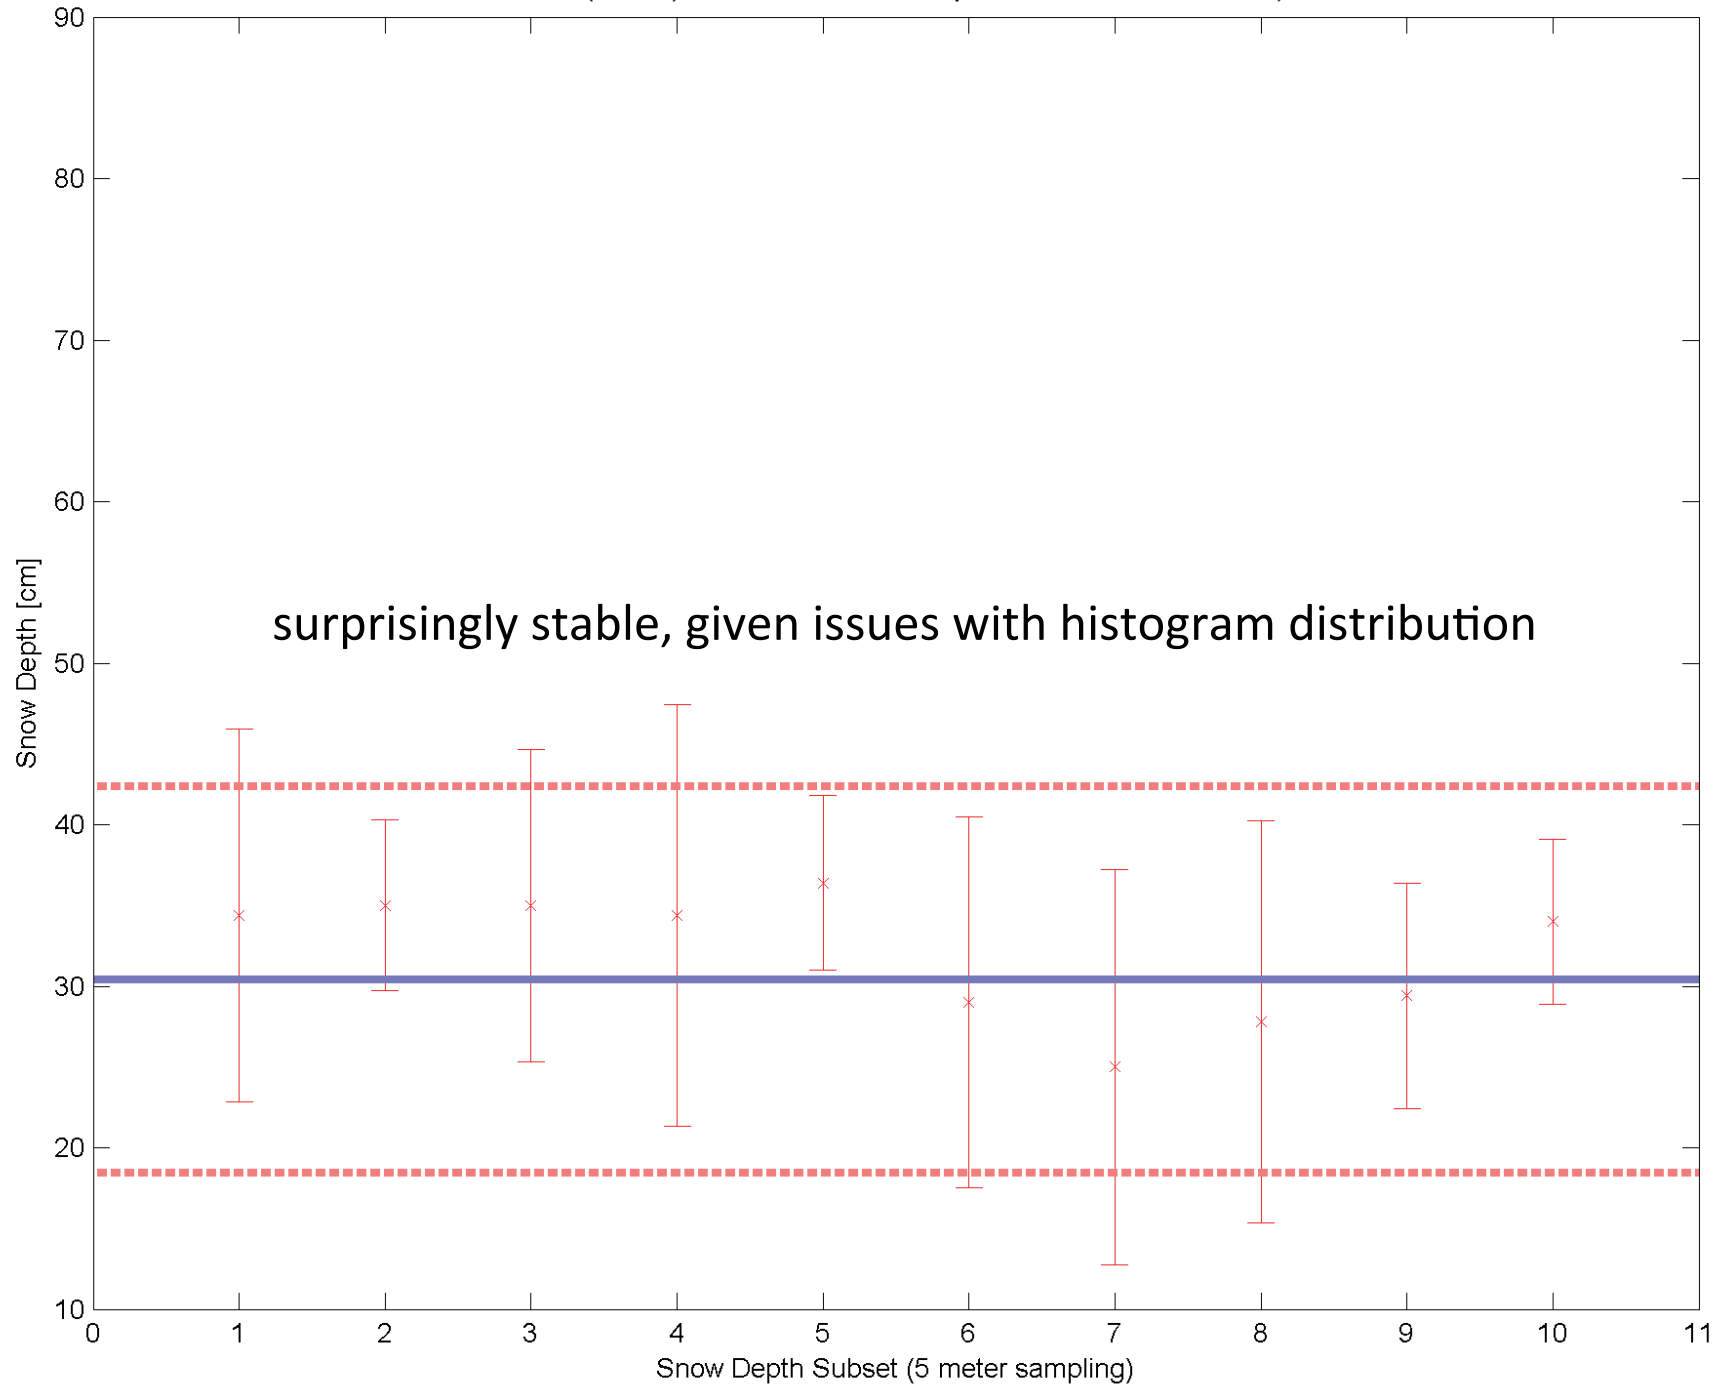 90
80
70
60
50
40
30
20
10
Snow Depth [cm]
surprisingly stable, given issues with histogram distribution
0 1 2 3 4 5 6 7 8 9 10 11
Snow Depth Subset (5 meter sampling)